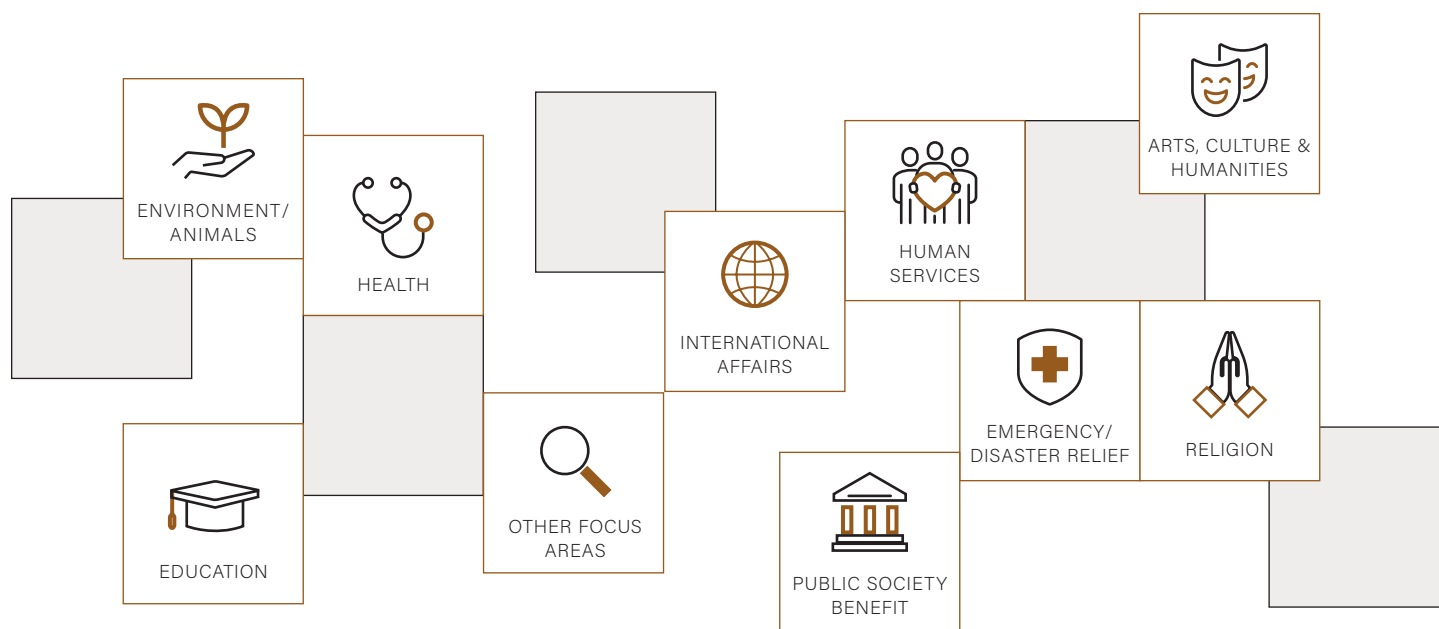 ENVIRONMENT/
ANIMALS
HEALTH
EDUCATION
OTHER FOCUS
AREAS
INTERNATIONAL
AFFAIRS
HUMAN
SERVICES
ARTS, CULTURE &
HUMANITIES
EMERGENCY/
DISASTER RELIEF
RELIGION
PUBLIC SOCIETY
BENEFIT